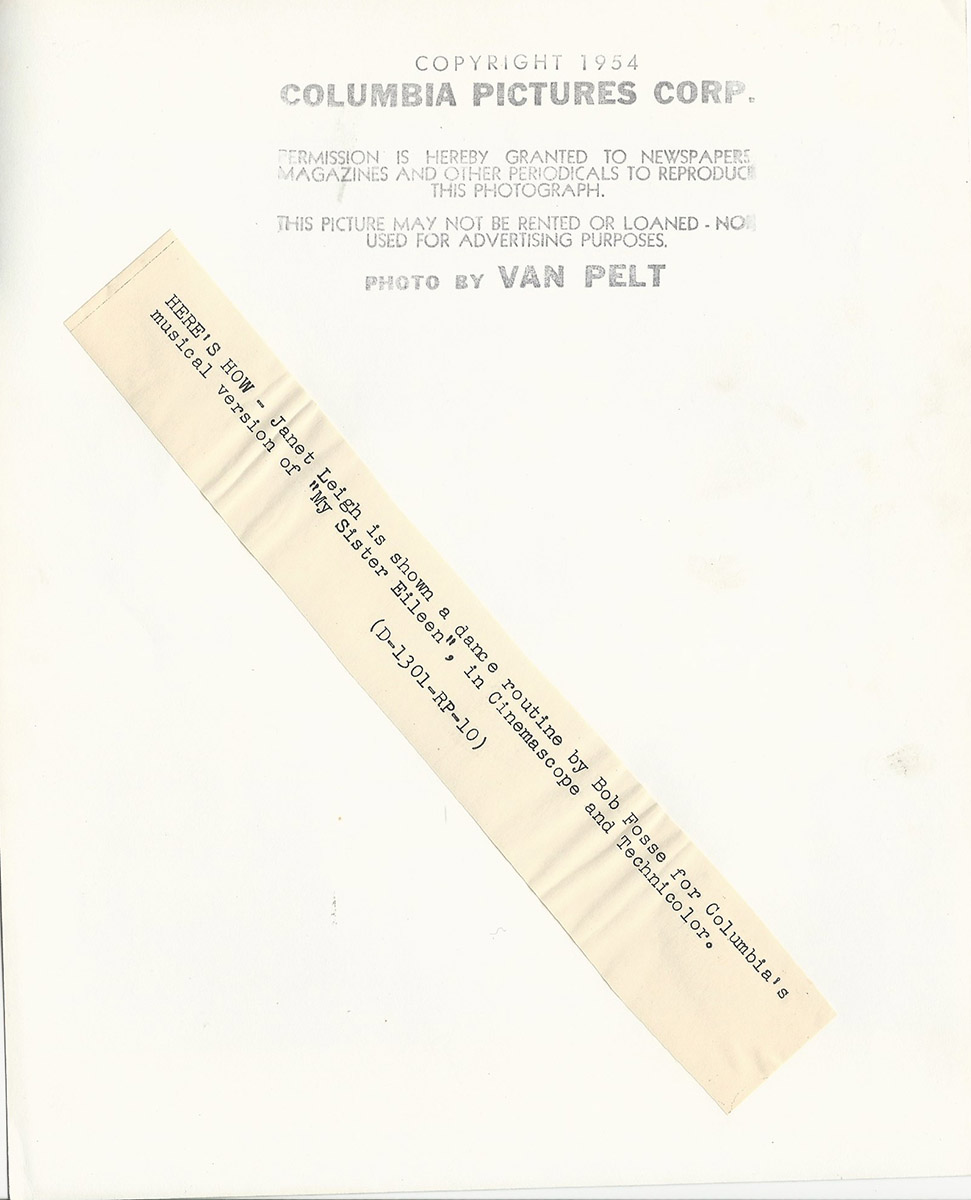 COPYRIGHT 1954
COLUMBIA PICTURES CORP.
PERMISSION IS HEREBY GRANTED TO NEWSPAPERS
MAGAZINES AND OTHER PERIODICALS TO REPRODUCE
THIS PHOTOGRAPH.
THIS PICTURE MAY NOT BE RENTED OR LOANED - NOR
USED FOR ADVERTISING PURPOSES.
PHOTO BY VAN PELT
HERE'S HOW - Janet Leigh is shown a dance routine by Bob Fosse for Columbia's
musical version of "My Sister Eileen", in Cinemascope and Technicolor.
(D-1301-RP-10)